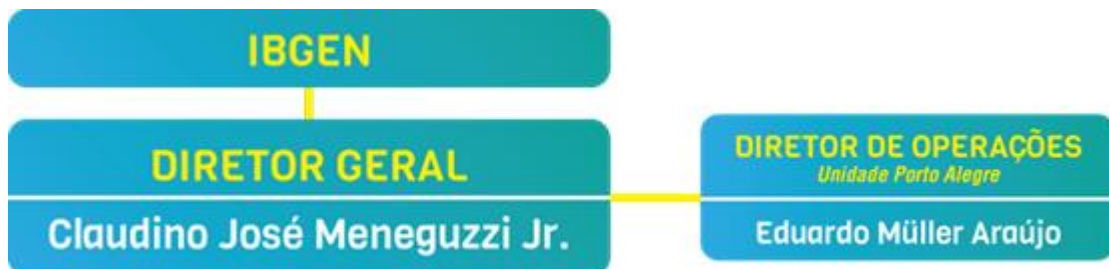 IBGEN
DIRETOR GERAL
Claudino José Meneguzzi Jr.
DIRETOR DE OPERAÇÕES
Unidade Porto Alegre
Eduardo Müller Araújo